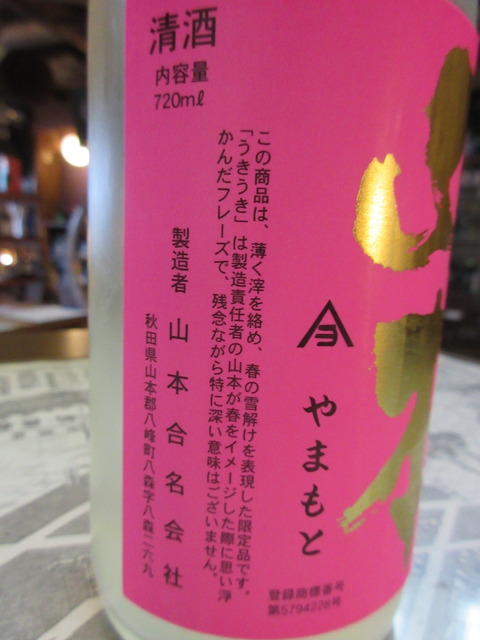 清酒
内容量
720mℓ
山本
やまもと
登録商標番号
第5794228号
この商品は、薄く滓を絡め、春の雪解けを表現した限定品です。
「うきうき」は製造責任者の山本が春をイメージした際に思い浮
かんだフレーズで、残念ながら特に深い意味はございません。
製造者 山本合名会社
秋田県山本郡八峰町八森字八森二六九